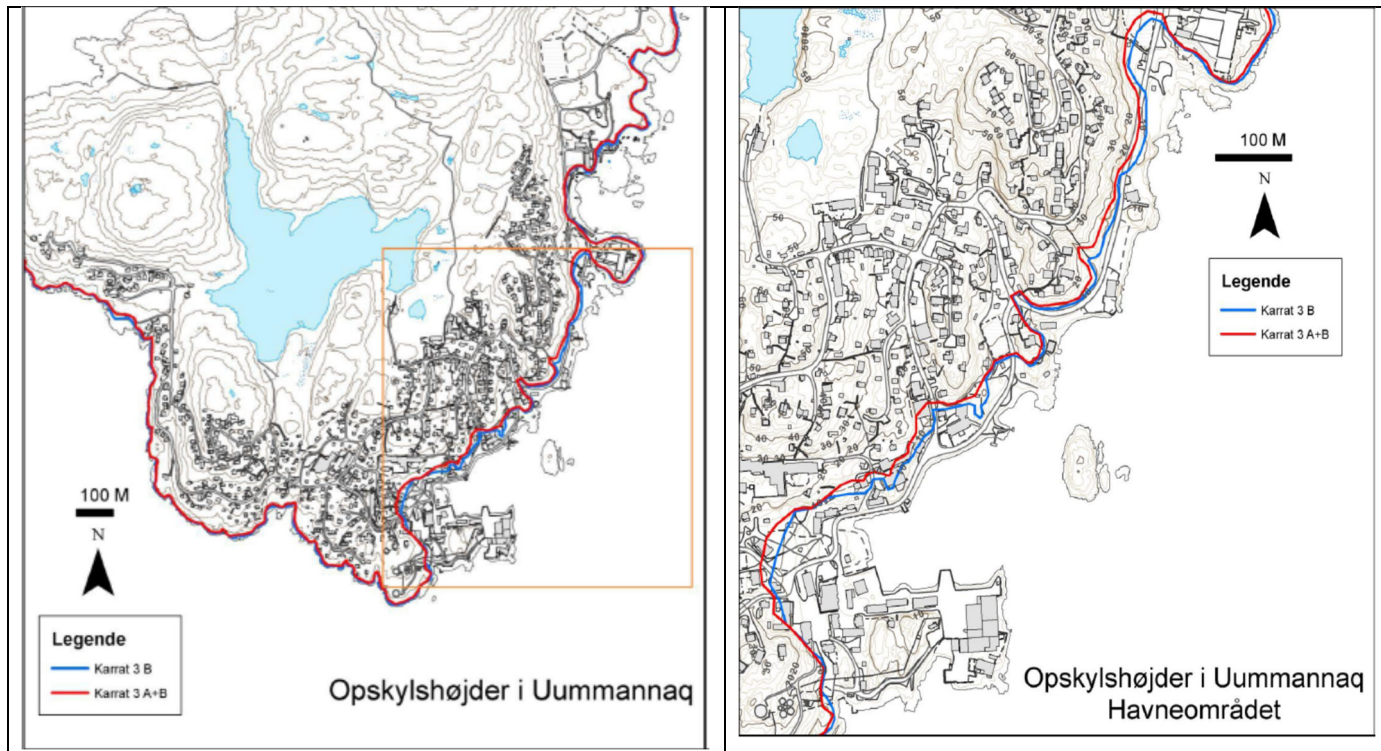 100 M
N
Legende
Karrat 3 B
Karrat 3 A+B
Opskylshøjder i Uummannaq
100 M
N
Legende
Karrat 3 B
Karrat 3 A+B
Opskylshøjder i Uummannaq
Havneområdet